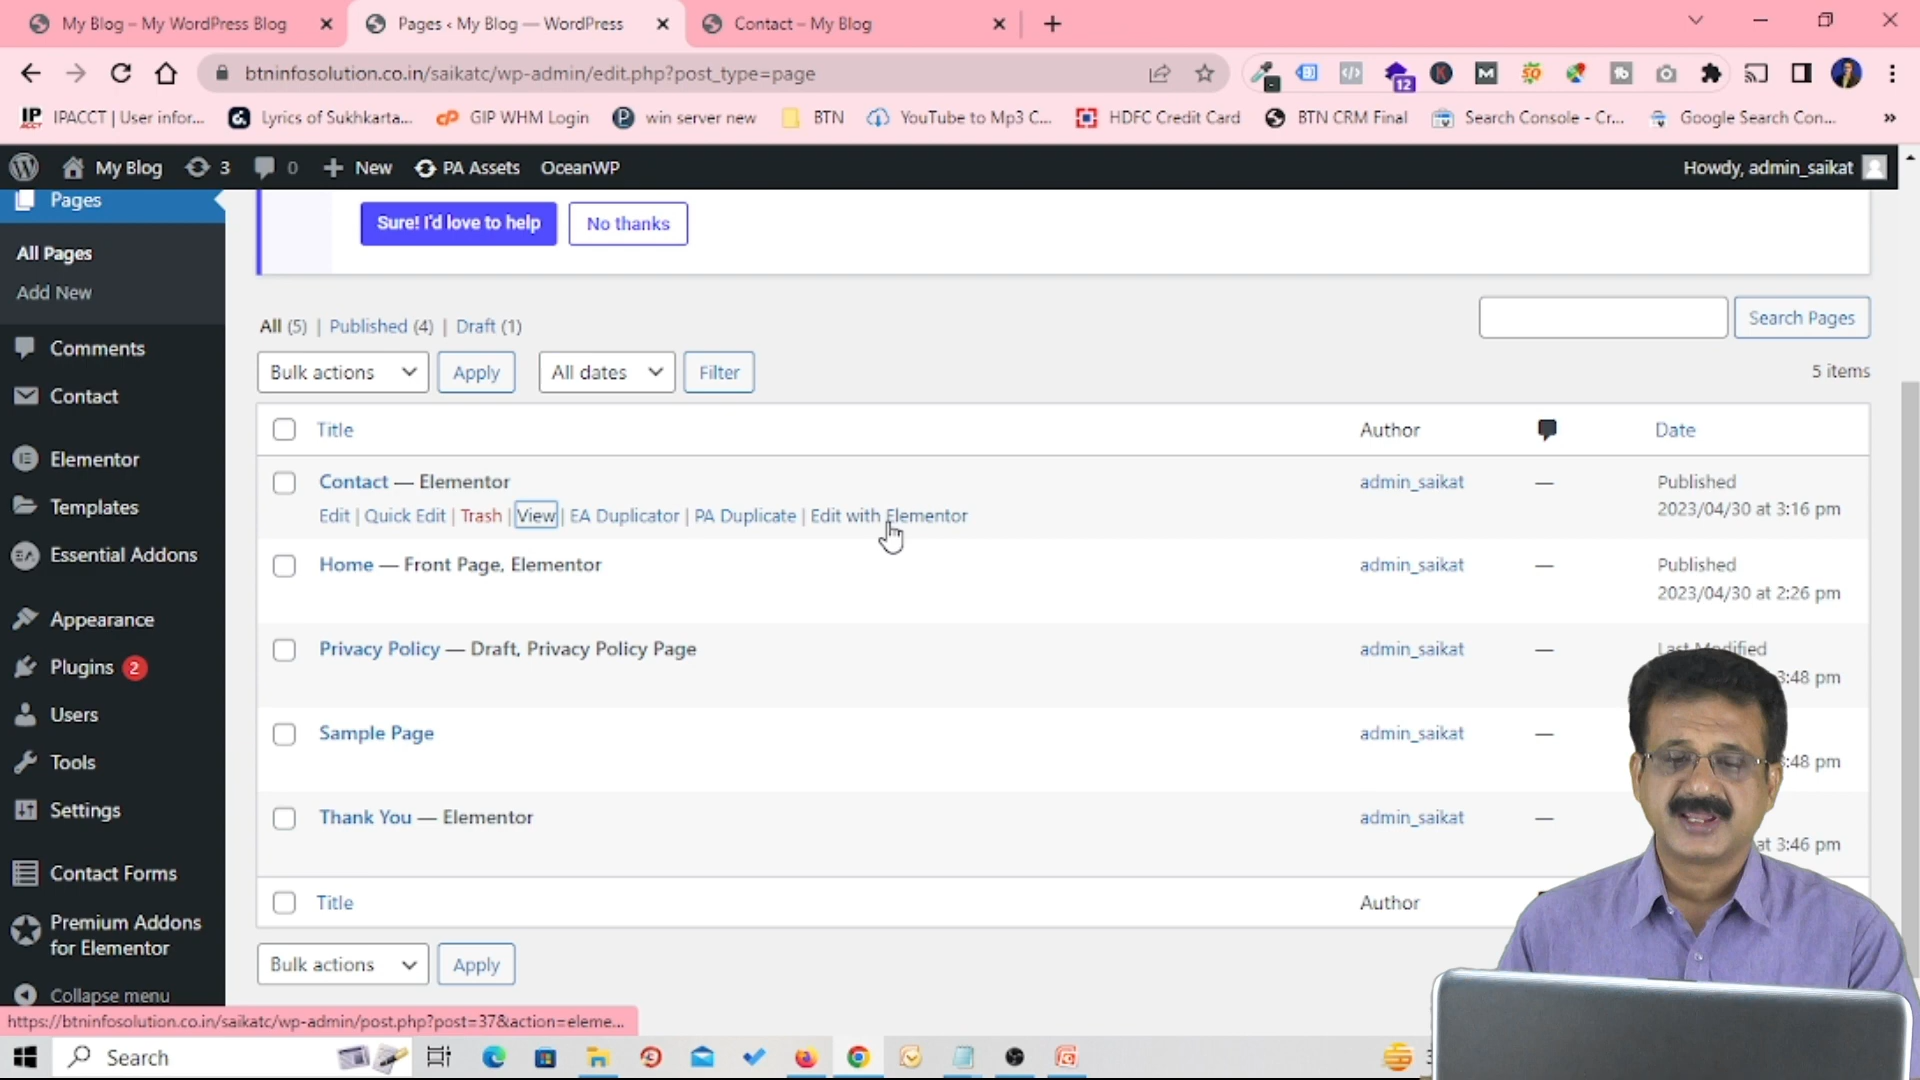 My Blog – My WordPress Blog
Pages ‹ My Blog — WordPress
Contact – My Blog
btninfosolution.co.in/saikatc/wp-admin/edit.php?post_type=page
12
IPACCT | User infor...
Lyrics of Sukhkarta...
GIP WHM Login
win server new
BTN
YouTube to Mp3 C...
HDFC Credit Card
BTN CRM Final
Search Console - Cr...
Google Search Con...
»
My Blog
3
0
New
PA Assets
OceanWP
Howdy, admin_saikat
Pages
All Pages
Add New
Comments
Contact
Elementor
Templates
Essential Addons
Appearance
Plugins 2
Users
Tools
Settings
Contact Forms
Premium Addons
for Elementor
Collapse menu
Sure! I'd love to help
No thanks
All (5) | Published (4) | Draft (1)
Search Pages
Bulk actions
Apply
All dates
Filter
5 items
Title
Author
Date
Contact — Elementor
admin_saikat
—
Published
Edit | Quick Edit | Trash | View | EA Duplicator | PA Duplicate | Edit with Elementor
2023/04/30 at 3:16 pm
Home — Front Page, Elementor
admin_saikat
—
Published
2023/04/30 at 2:26 pm
Privacy Policy — Draft, Privacy Policy Page
admin_saikat
—
Last Modified
3:48 pm
Sample Page
admin_saikat
—
3:48 pm
Thank You — Elementor
admin_saikat
—
at 3:46 pm
Title
Author
Bulk actions
Apply
https://btninfosolution.co.in/saikatc/wp-admin/post.php?post=37&action=eleme...
Search